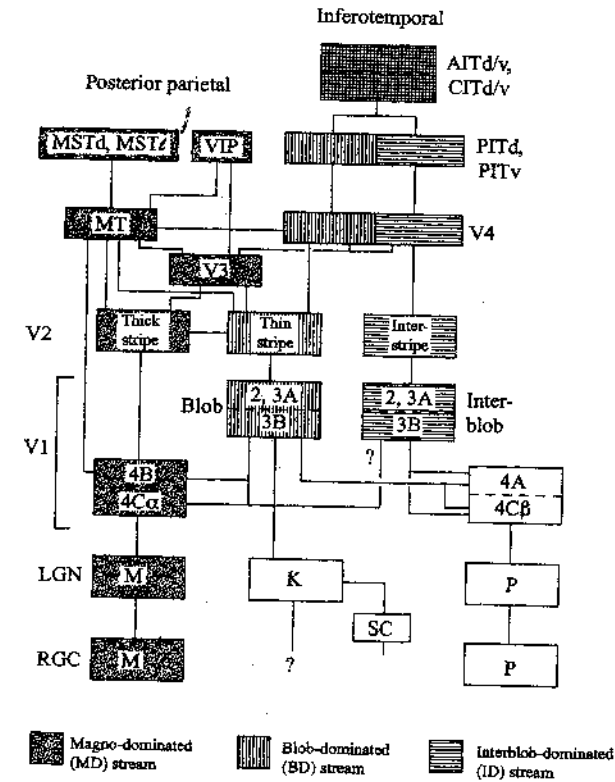 Inferotemporal
AITd/v,
CITd/v
Posterior parietal
MSTd, MSTℓ
VIP
PITd,
PITv
MT
V4
V3
V2
Thick
stripe
Thin
stripe
Inter-
stripe
V1
Blob
2, 3A
3B
2, 3A
3B
Inter-
blob
?
4B
4Cα
4A
4Cβ
LGN
M
K
P
SC
RGC
M
?
P
Magno-dominated
(MD) stream
Blob-dominated
(BD) stream
Interblob-dominated
(ID) stream